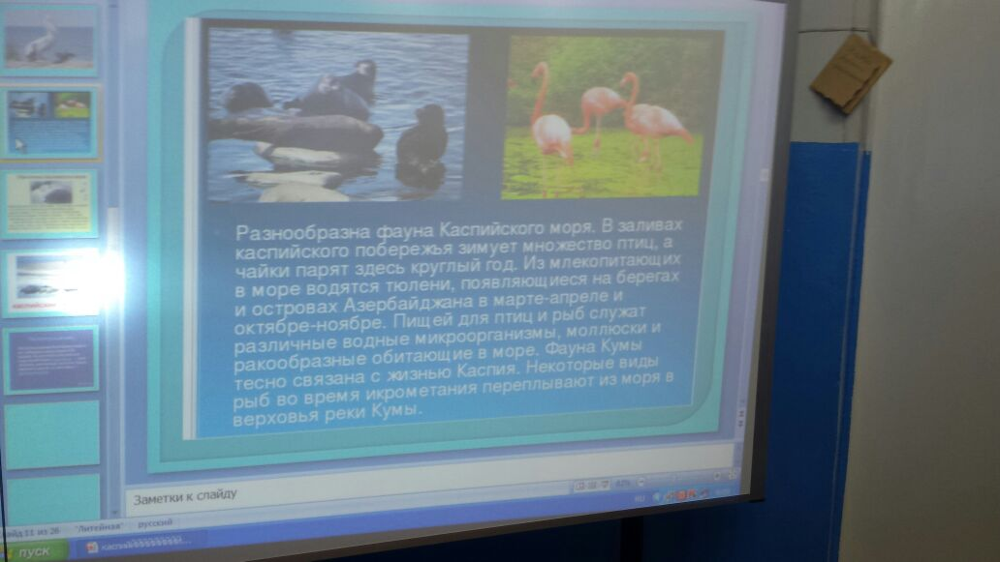 Разнообразна фауна Каспийского моря. В заливах
каспийского побережья зимует множество птиц, а
чайки парят здесь круглый год. Из млекопитающих
в море водятся тюлени, появляющиеся на берегах
и островах Азербайджана в марте-апреле и
октябре-ноябре. Пищей для птиц и рыб служат
различные водные микроорганизмы, моллюски и
ракообразные обитающие в море. Фауна Кумы
тесно связана с жизнью Каспия. Некоторые виды
рыб во время икрометания переплывают из моря в
верховья реки Кумы.
Заметки к слайду
11 из 26 "Литейная" русский
RU
пуск